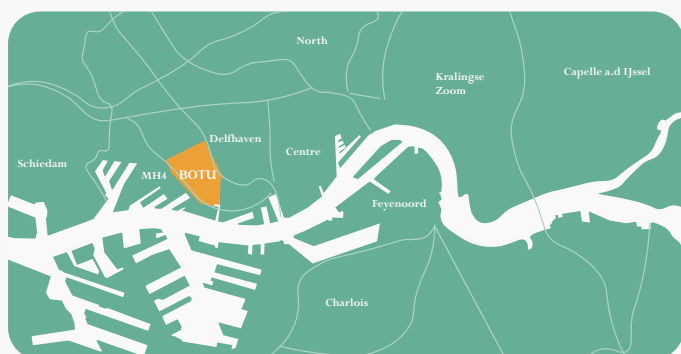 North
Kralingse
Zoom
Capelle a.d IJssel
Delfhaven
Centre
Schiedam
MH4
BOTU
Feyenoord
Charlois